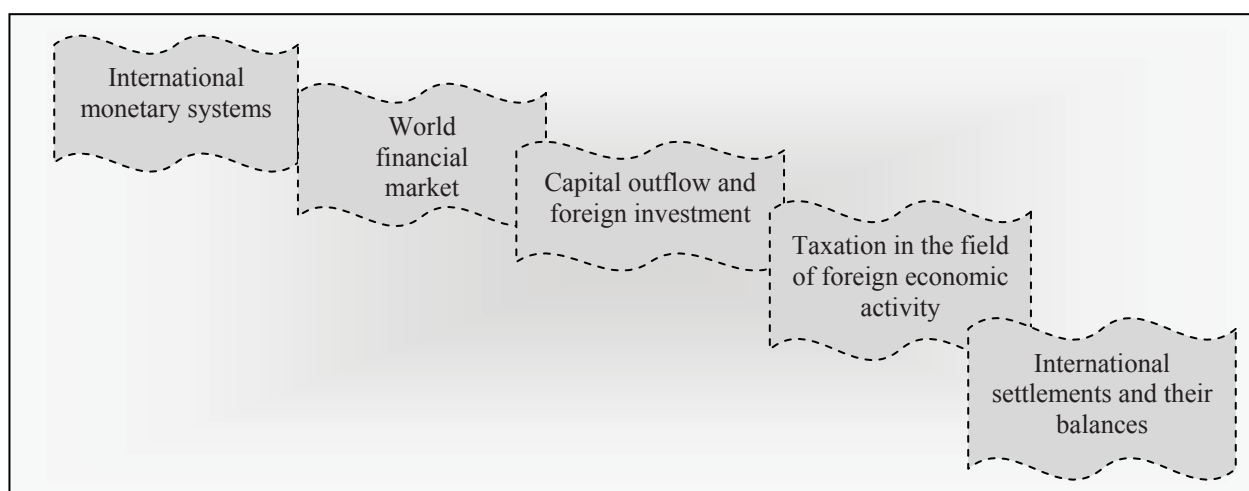 International
monetary systems
World
financial
market
Capital outflow and
foreign investment
Taxation in the field
of foreign economic
activity
International
settlements and their
balances